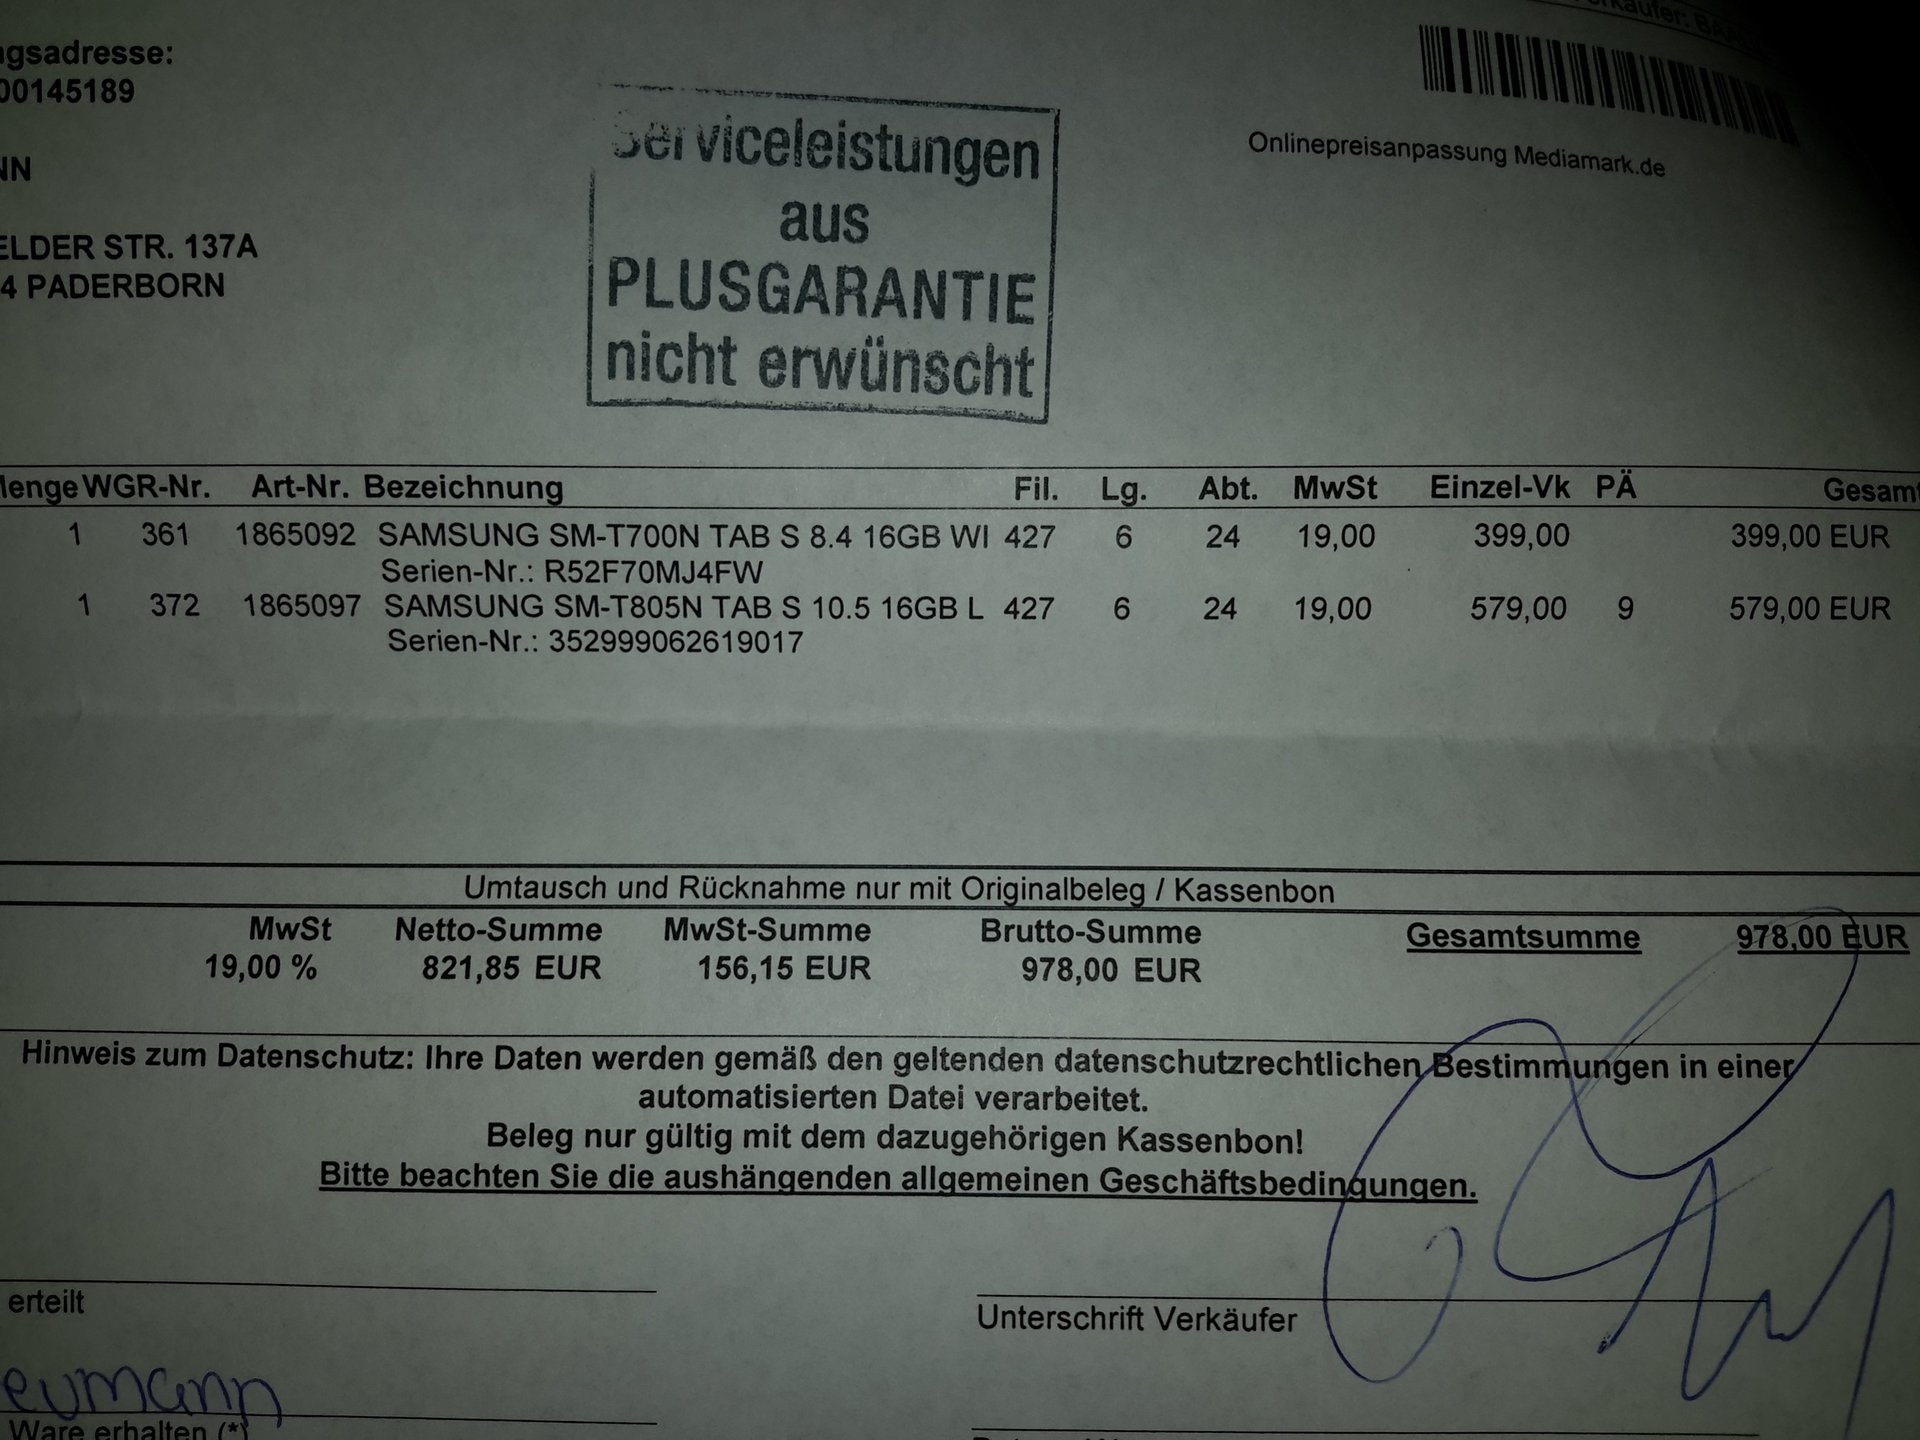 ngsadresse:
00145189
NN
ELDER STR. 137A
4 PADERBORN
Serviceleistungen
aus
PLUSGARANTIE
nicht erwünscht
Verkäufer:
Onlinepreisanpassung Mediamark.de
Menge WGR-Nr. Art-Nr. Bezeichnung Fil. Lg. Abt. MwSt Einzel-Vk PÄ Gesamt
1 361 1865092 SAMSUNG SM-T700N TAB S 8.4 16GB WI 427 6 24 19,00 399,00 399,00 EUR
Serien-Nr.: R52F70MJ4FW
1 372 1865097 SAMSUNG SM-T805N TAB S 10.5 16GB L 427 6 24 19,00 579,00 9 579,00 EUR
Serien-Nr.: 352999062619017
Umtausch und Rücknahme nur mit Originalbeleg / Kassenbon
MwSt Netto-Summe MwSt-Summe Brutto-Summe Gesamtsumme 978,00 EUR
19,00 % 821,85 EUR 156,15 EUR 978,00 EUR
Hinweis zum Datenschutz: Ihre Daten werden gemäß den geltenden datenschutzrechtlichen Bestimmungen in einer
automatisierten Datei verarbeitet.
Beleg nur gültig mit dem dazugehörigen Kassenbon!
Bitte beachten Sie die aushängenden allgemeinen Geschäftsbedingungen.
erteilt
Unterschrift Verkäufer
eumann
Ware erhalten (*)